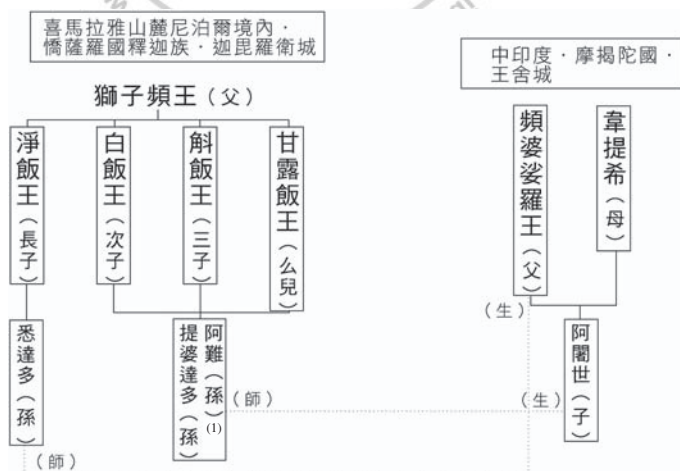 喜馬拉雅山麓尼泊爾境內．
憍薩羅國釋迦族．迦毘羅衛城
中印度．摩揭陀國．
王舍城
獅子頻王（父）
淨飯王（長子）
白飯王（次子）
斛飯王（三子）
甘露飯王（么兒）
頻婆娑羅王（父）
韋提希（母）
（生）
悉達多（孫）
阿難（孫）(1)
提婆達多（孫）
（師）
（生）
阿闍世（子）
（師）